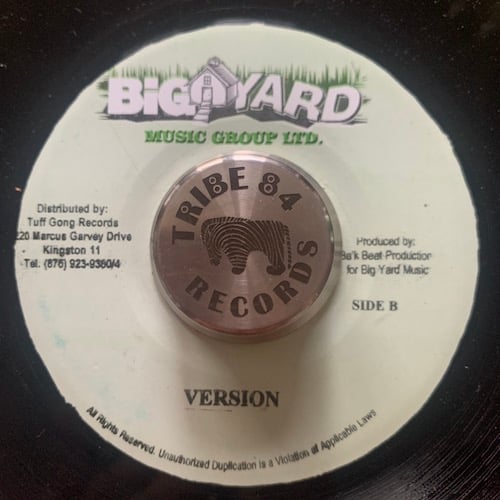 BIG YARD
MUSIC GROUP LTD.
Distributed by:
Tuff Gong Records
220 Marcus Garvey Drive
Kingston 11
Tel. (876) 923-9360/4
TRIBE 84
RECORDS
Produced by:
Ba'k Beat Production
for Big Yard Music
SIDE B
VERSION
All Rights Reserved. Unauthorized Duplication is a Violation of Applicable Laws